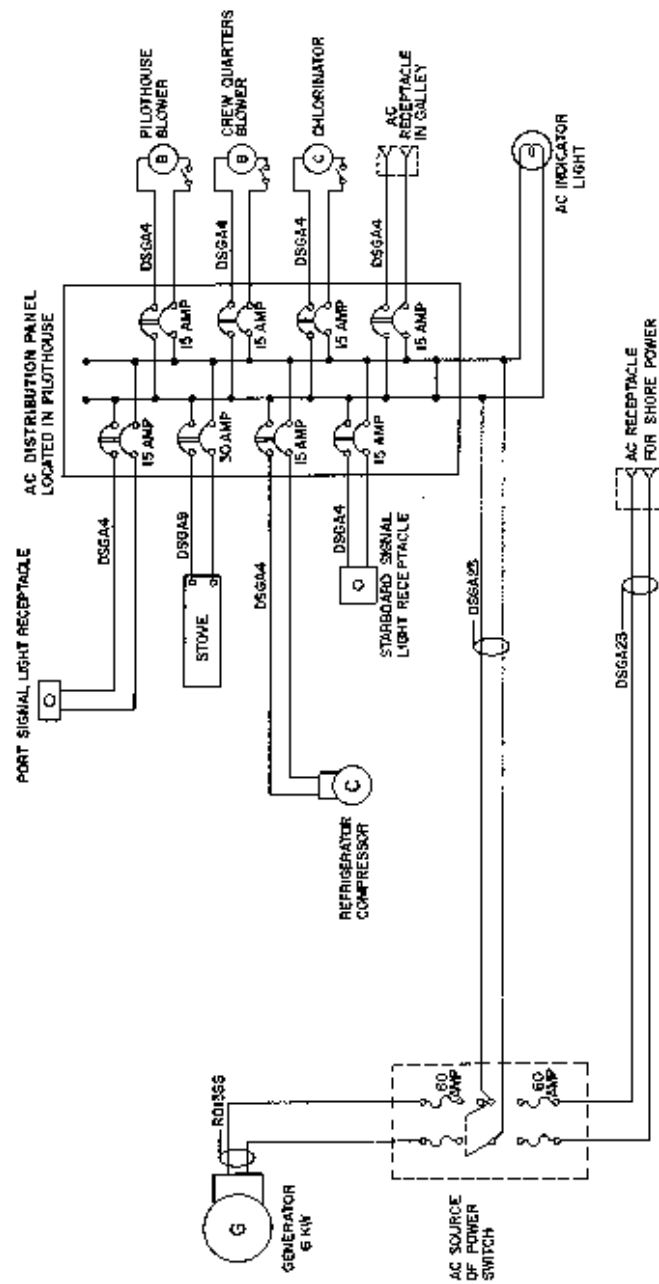 AC DISTRIBUTION PANEL
LOCATED IN PILOTHOUSE
PORT SIGNAL LIGHT RECEPTACLE
DSGA4
15 AMP
STOVE
DSGA9
30 AMP
REFRIGERATOR
COMPRESSOR
C
DSGA4
15 AMP
STARBOARD SIGNAL
LIGHT RECEPTACLE
DSGA4
15 AMP
PILOTHOUSE
BLOWER
B
DSGA4
15 AMP
CREW QUARTERS
BLOWER
B
DSGA4
15 AMP
CHLORINATOR
C
DSGA4
15 AMP
AC
RECEPTACLE
IN GALLEY
DSGA4
15 AMP
AC INDICATOR
LIGHT
DSGA23
AC RECEPTACLE
FOR SHORE POWER
DSGA23
G
GENERATOR
6 KW
60
AMP
60
AMP
AC SOURCE
OF POWER
SWITCH